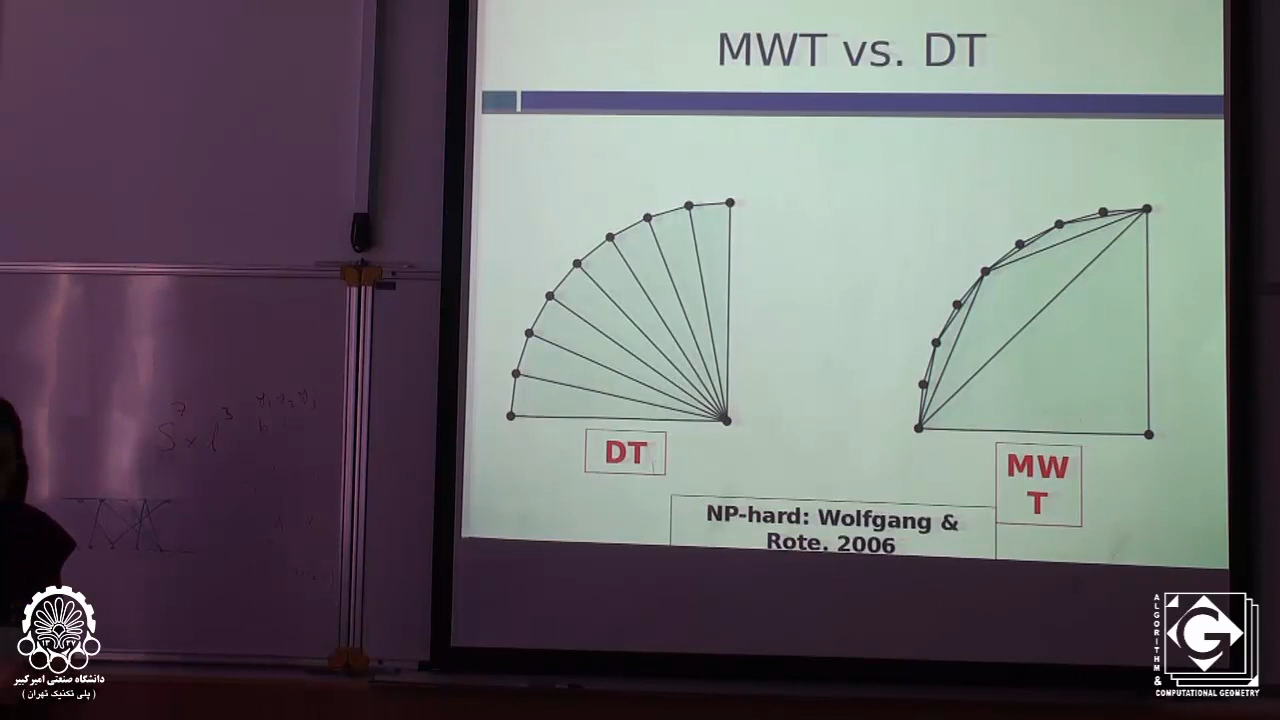 MWT vs. DT
DT
MW
T
NP-hard: Wolfgang &
Rote. 2006
دانشگاه صنعتی امیرکبیر
( پلی تکنیک تهران )
ALGORITHM &
G
COMPUTATIONAL GEOMETRY